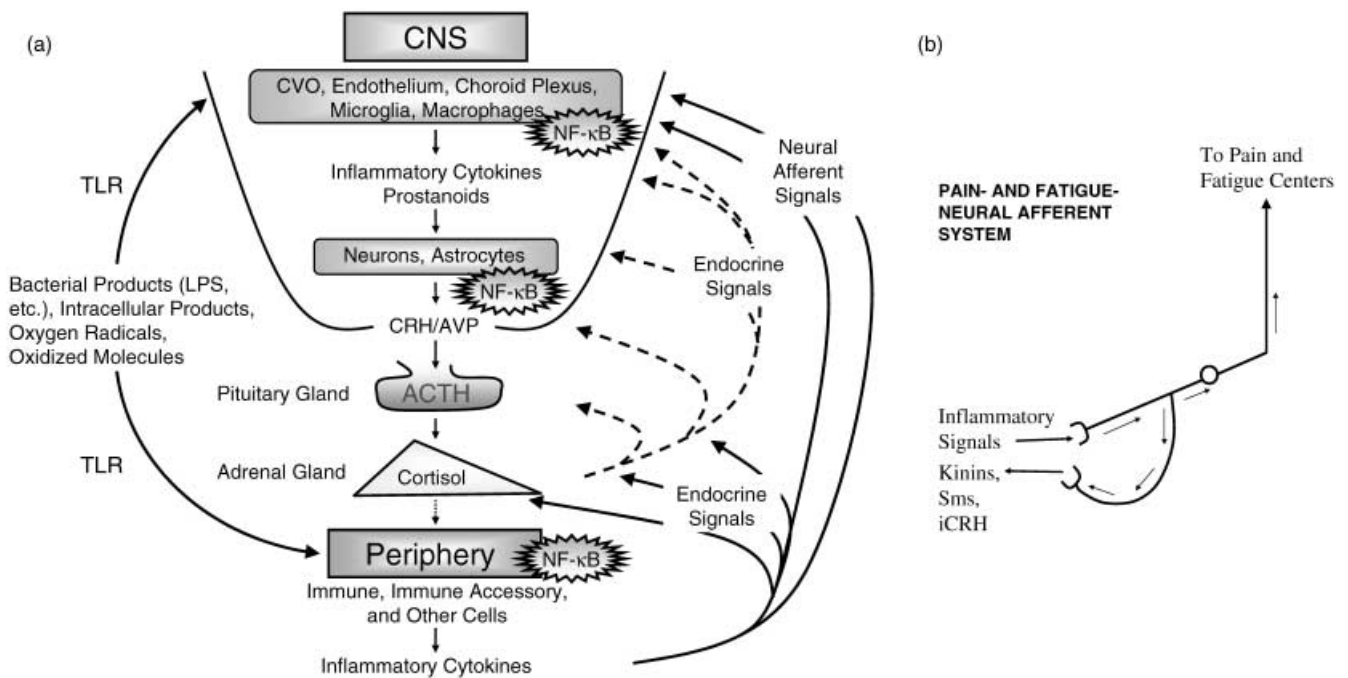 (a)
CNS
CVO, Endothelium, Choroid Plexus,
Microglia, Macrophages
NF-κB
Inflammatory Cytokines
Prostanoids
Neurons, Astrocytes
NF-κB
CRH/AVP
Pituitary Gland
ACTH
Adrenal Gland
Cortisol
Periphery
NF-κB
Immune, Immune Accessory,
and Other Cells
Inflammatory Cytokines
TLR
Bacterial Products (LPS,
etc.), Intracellular Products,
Oxygen Radicals,
Oxidized Molecules
TLR
Neural
Afferent
Signals
Endocrine
Signals
Endocrine
Signals
(b)
PAIN- AND FATIGUE-
NEURAL AFFERENT
SYSTEM
To Pain and
Fatigue Centers
Inflammatory
Signals
Kinins,
Sms,
iCRH